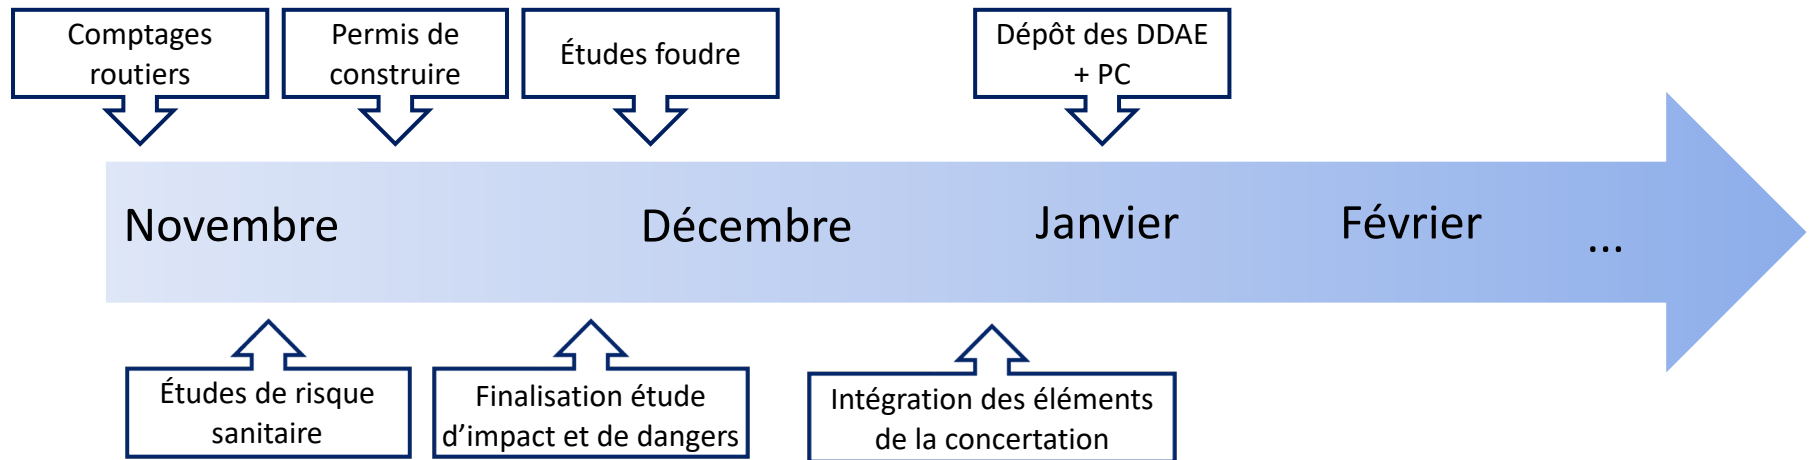 Comptages
routiers
Permis de
construire
Études foudre
Dépôt des DDAE
+ PC
Novembre
Décembre
Janvier
Février
...
Études de risque
sanitaire
Finalisation étude
d’impact et de dangers
Intégration des éléments
de la concertation